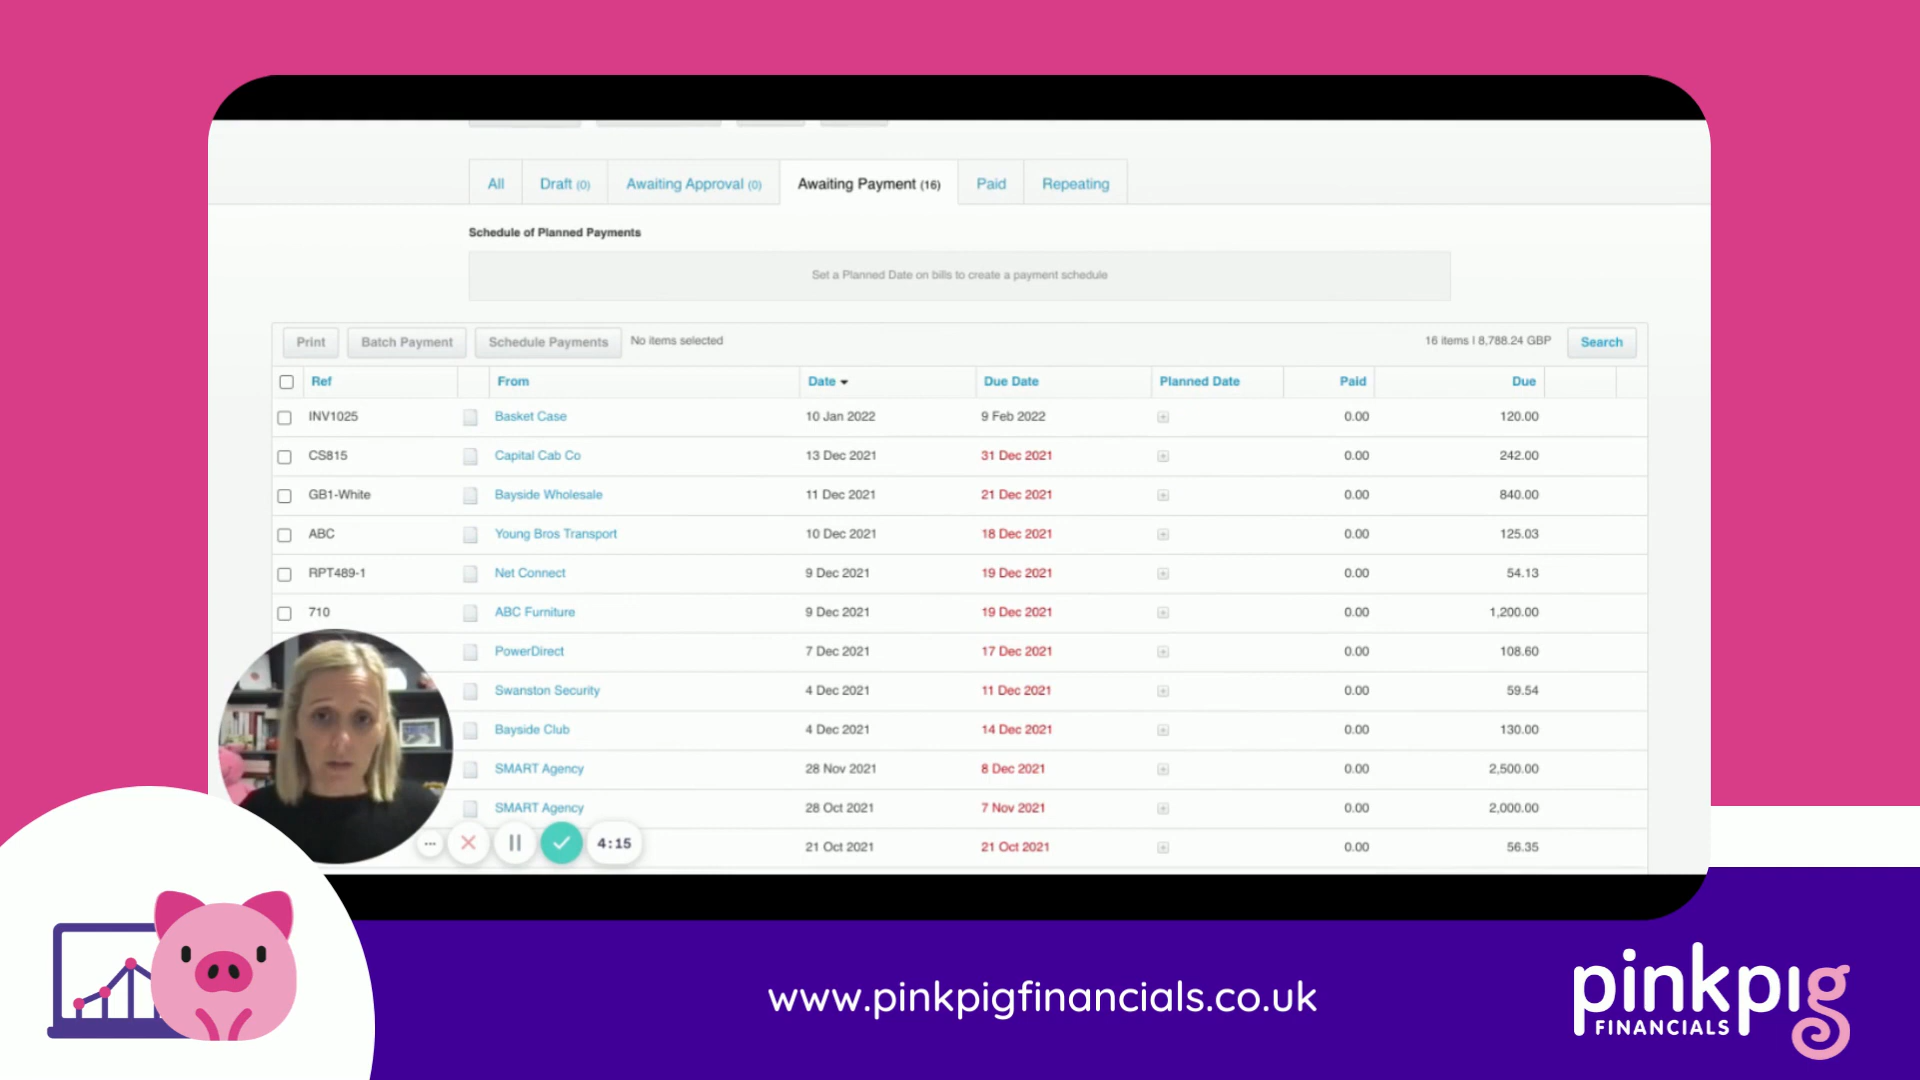 All Draft (0) Awaiting Approval (0) Awaiting Payment (16) Paid Repeating
Schedule of Planned Payments
Set a Planned Date on bills to create a payment schedule
Print Batch Payment Schedule Payments No items selected 16 items | 8,788.24 GBP Search
Ref From Date Due Date Planned Date Paid Due
INV1025 Basket Case 10 Jan 2022 9 Feb 2022 0.00 120.00
CS815 Capital Cab Co 13 Dec 2021 31 Dec 2021 0.00 242.00
GB1-White Bayside Wholesale 11 Dec 2021 21 Dec 2021 0.00 840.00
ABC Young Bros Transport 10 Dec 2021 18 Dec 2021 0.00 125.03
RPT489-1 Net Connect 9 Dec 2021 19 Dec 2021 0.00 54.13
710 ABC Furniture 9 Dec 2021 19 Dec 2021 0.00 1,200.00
PowerDirect 7 Dec 2021 17 Dec 2021 0.00 108.60
Swanston Security 4 Dec 2021 11 Dec 2021 0.00 59.54
Bayside Club 4 Dec 2021 14 Dec 2021 0.00 130.00
SMART Agency 28 Nov 2021 8 Dec 2021 0.00 2,500.00
SMART Agency 28 Oct 2021 7 Nov 2021 0.00 2,000.00
21 Oct 2021 21 Oct 2021 0.00 56.35
4:15
www.pinkpigfinancials.co.uk
pinkpig
FINANCIALS